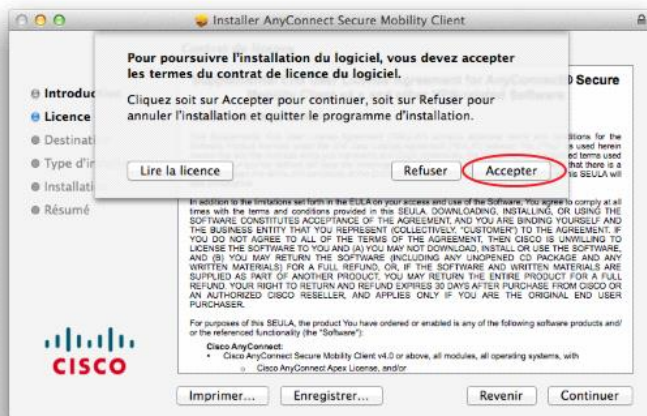 Installer AnyConnect Secure Mobility Client
Pour poursuivre l'installation du logiciel, vous devez accepter
les termes du contrat de licence du logiciel.
Cliquez soit sur Accepter pour continuer, soit sur Refuser pour
annuler l'installation et quitter le programme d'installation.
Lire la licence
Refuser
Accepter
Introduc
Licence
Destinat
Type d'in
Installati
Résumé
Secure
In addition to the limitations set forth in the EULA on your access and use of the Software, You agree to comply at all
times with the terms and conditions provided in this SEULA. DOWNLOADING, INSTALLING, OR USING THE
SOFTWARE CONSTITUTES ACCEPTANCE OF THE AGREEMENT, AND YOU ARE BINDING YOURSELF AND
THE BUSINESS ENTITY THAT YOU REPRESENT (COLLECTIVELY, "CUSTOMER") TO THE AGREEMENT. IF
YOU DO NOT AGREE TO ALL OF THE TERMS OF THE AGREEMENT, THEN CISCO IS UNWILLING TO
LICENSE THE SOFTWARE TO YOU AND (A) YOU MAY NOT DOWNLOAD, INSTALL OR USE THE SOFTWARE,
AND (B) YOU MAY RETURN THE SOFTWARE (INCLUDING ANY UNOPENED CD PACKAGE AND ANY
WRITTEN MATERIALS) FOR A FULL REFUND, OR, IF THE SOFTWARE AND WRITTEN MATERIALS ARE
SUPPLIED AS PART OF ANOTHER PRODUCT, YOU MAY RETURN THE ENTIRE PRODUCT FOR A FULL
REFUND. YOUR RIGHT TO RETURN AND REFUND EXPIRES 30 DAYS AFTER PURCHASE FROM CISCO OR
AN AUTHORIZED CISCO RESELLER, AND APPLIES ONLY IF YOU ARE THE ORIGINAL END USER
PURCHASER.
For purposes of this SEULA, the product You have ordered or enabled is any of the following software products and/
or the referenced functionality (the "Software"):
Cisco AnyConnect:
• Cisco AnyConnect Secure Mobility Client v4.0 or above, all modules, all operating systems, with
o Cisco AnyConnect Apex License, and/or
CISCO
Imprimer...
Enregistrer...
Revenir
Continuer